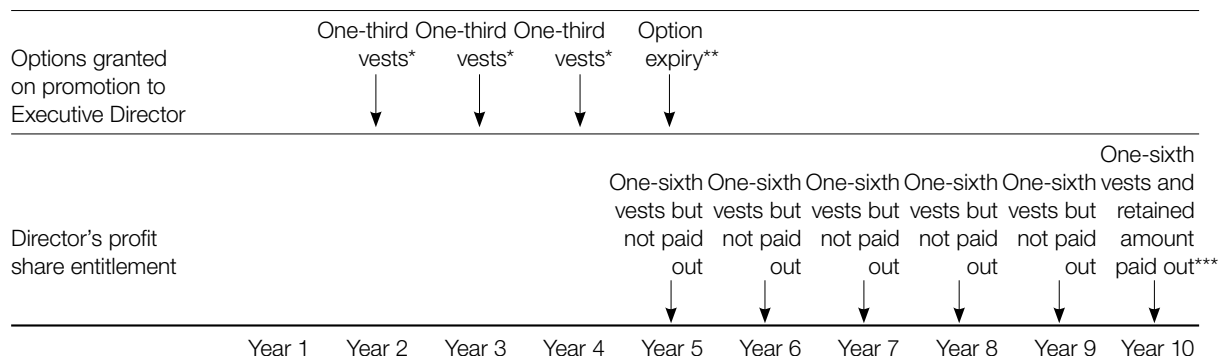 One-third One-third One-third Option
vests* vests* vests* expiry**
Options granted
on promotion to
Executive Director
One-sixth
One-sixth One-sixth One-sixth One-sixth One-sixth vests and
vests but vests but vests but vests but vests but retained
Director’s profit not paid not paid not paid not paid not paid amount
share entitlement out out out out out paid out***
Year 1 Year 2 Year 3 Year 4 Year 5 Year 6 Year 7 Year 8 Year 9 Year 10